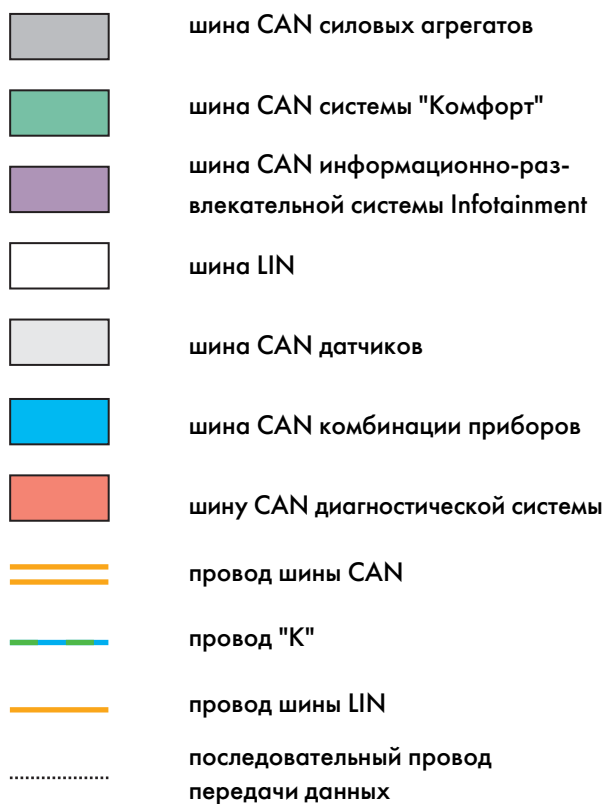 шина CAN силовых агрегатов
шина CAN системы "Комфорт"
шина CAN информационно-раз-
влекательной системы Infotainment
шина LIN
шина CAN датчиков
шина CAN комбинации приборов
шину CAN диагностической системы
провод шины CAN
провод "K"
провод шины LIN
последовательный провод
передачи данных